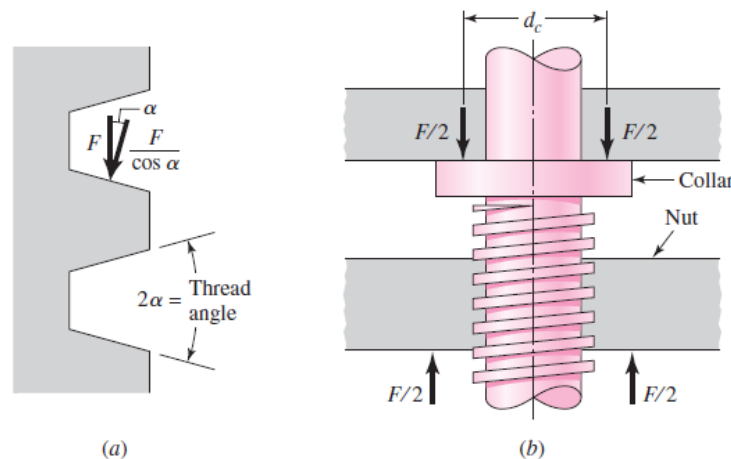 α
F
F
cos α
2α = Thread
angle
(a)
d_c
F/2
F/2
Collar
Nut
F/2
F/2
(b)